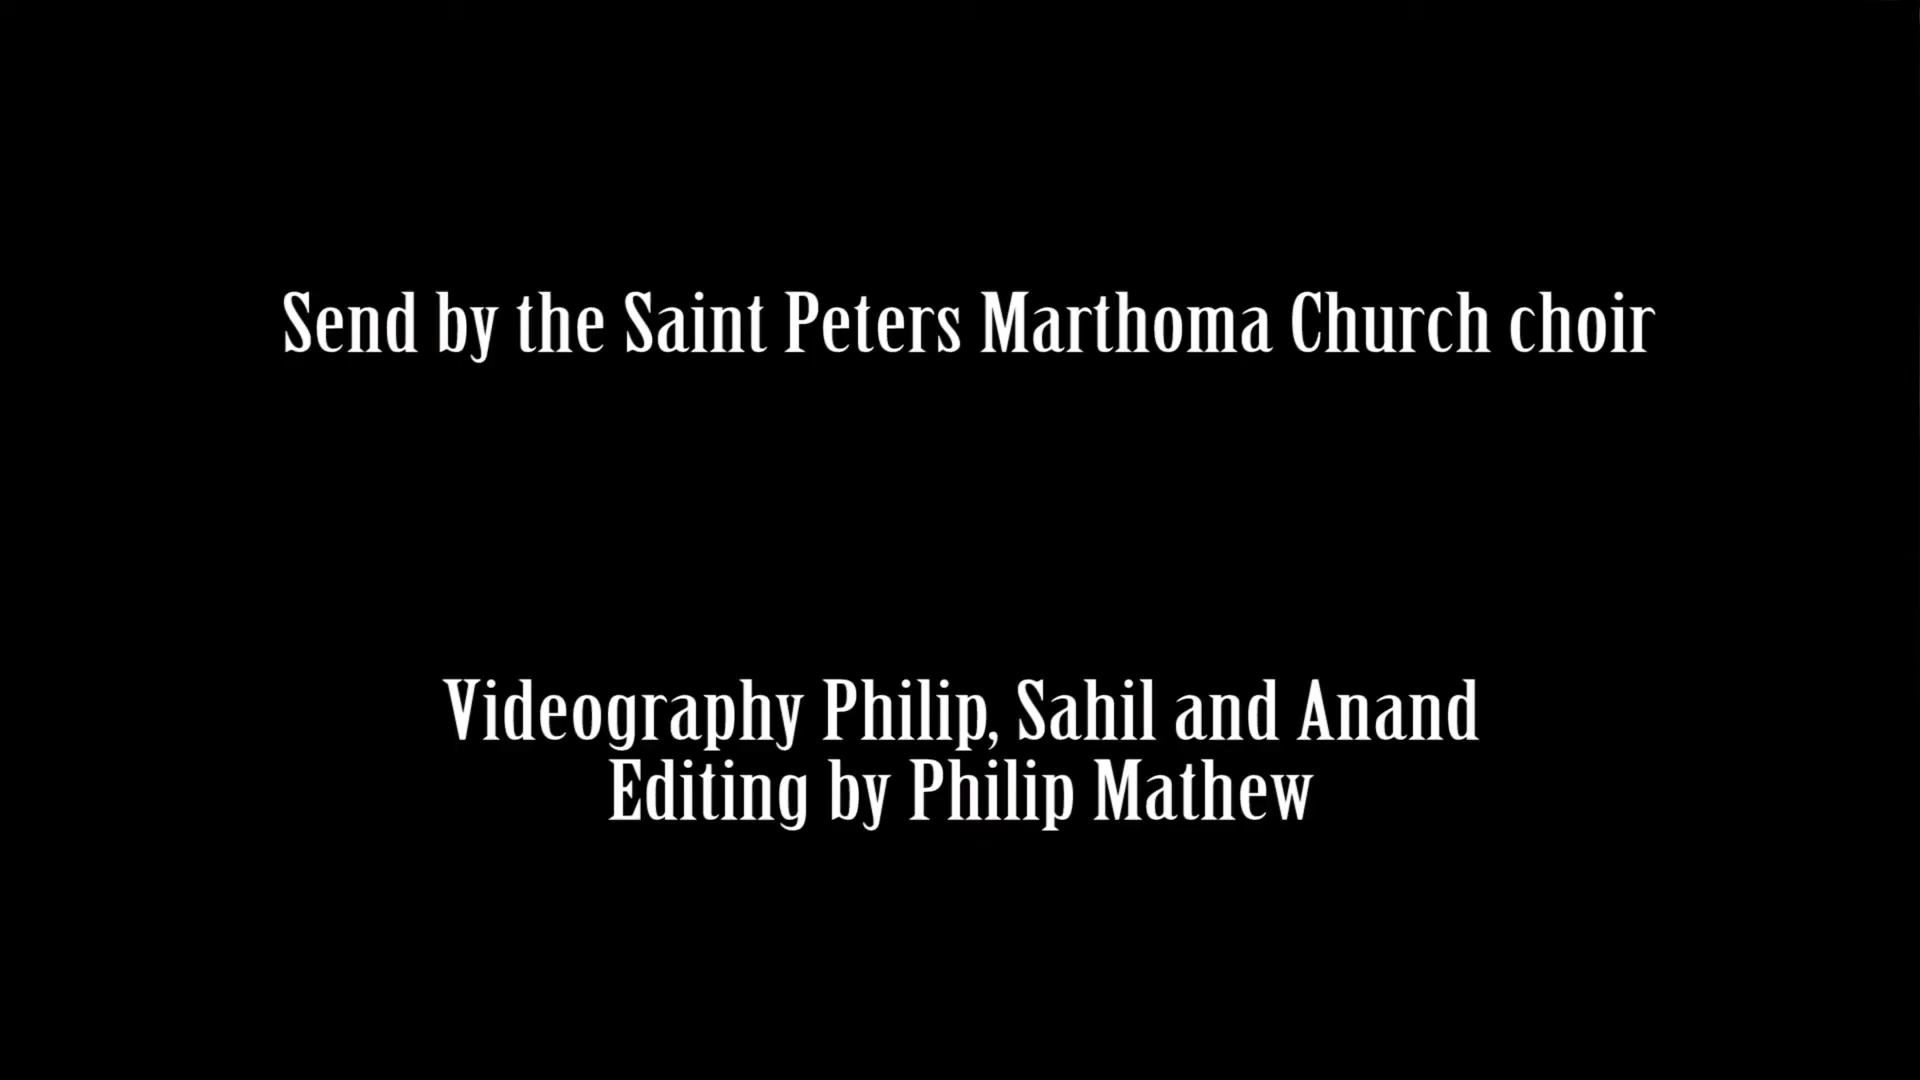 Send by the Saint Peters Marthoma Church choir
Videography Philip, Sahil and Anand
Editing by Philip Mathew